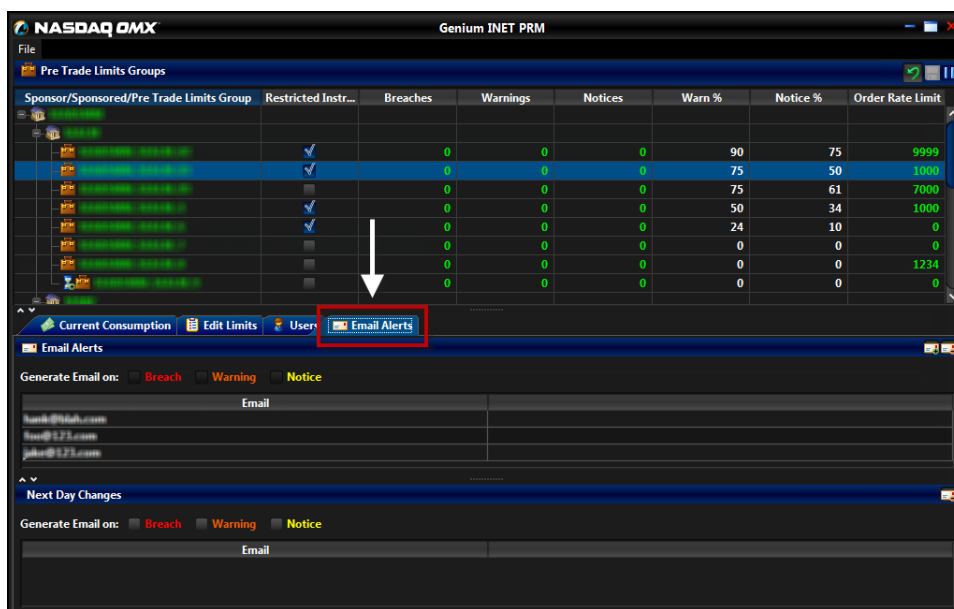 NASDAQ OMX Genium INET PRM
File
Pre Trade Limits Groups
Sponsor/Sponsored/Pre Trade Limits Group Restricted Instr... Breaches Warnings Notices Warn % Notice % Order Rate Limit
0 0 0 90 75 9999
0 0 0 75 50 1000
0 0 0 75 61 7000
0 0 0 50 34 1000
0 0 0 24 10 0
0 0 0 0 0 0
0 0 0 0 0 1234
0 0 0 0 0 0
Current Consumption Edit Limits Users Email Alerts
Email Alerts
Generate Email on: Breach Warning Notice
Email
Next Day Changes
Generate Email on: Breach Warning Notice
Email